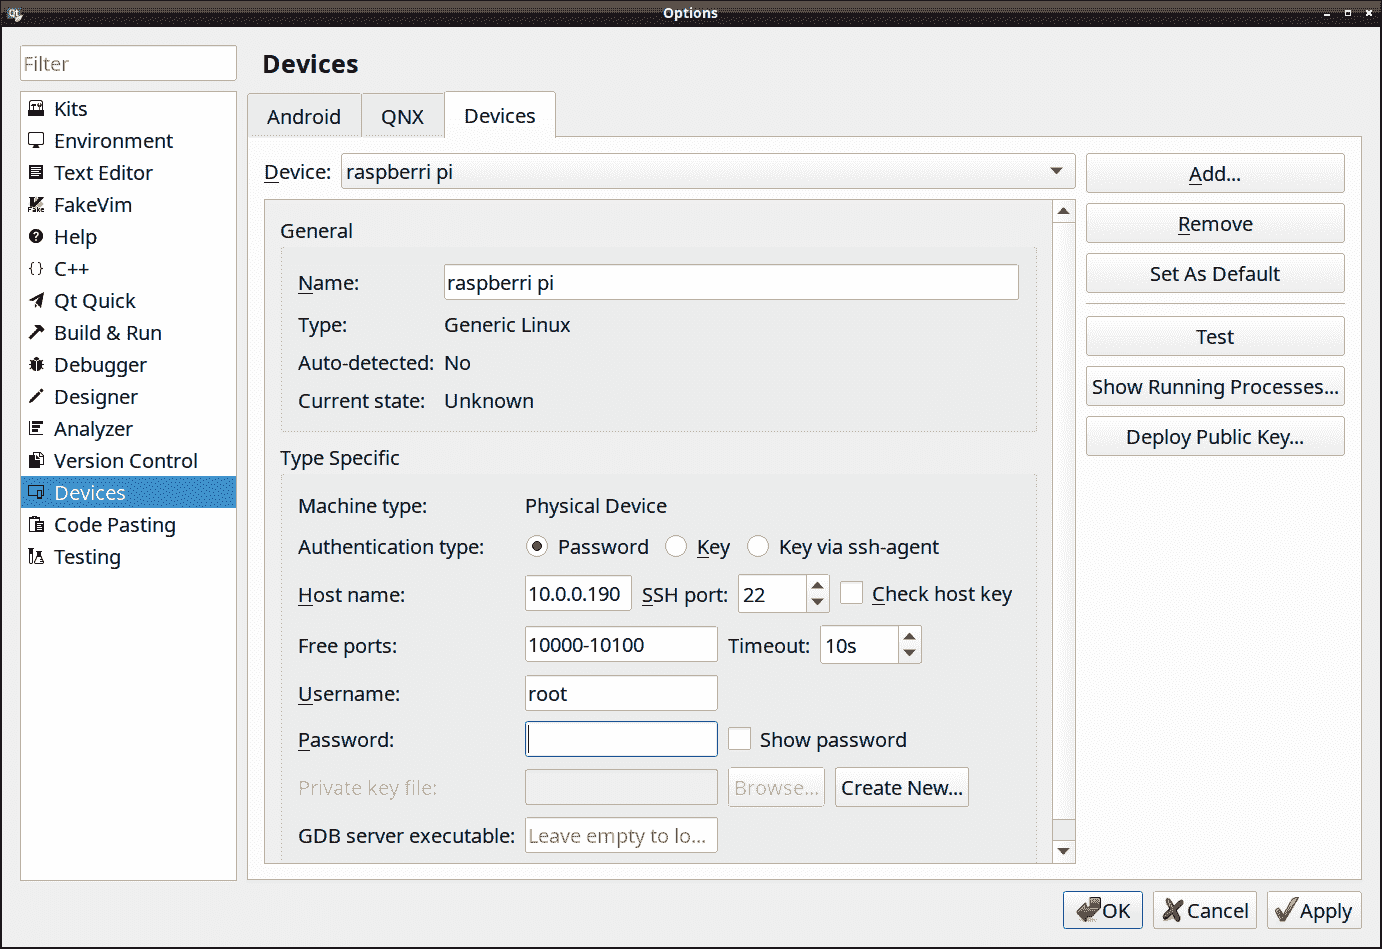 Qt
Options
Filter
Devices
Kits
Environment
Text Editor
FakeVim
Help
C++
Qt Quick
Build & Run
Debugger
Designer
Analyzer
Version Control
Devices
Code Pasting
Testing
Android QNX Devices
Device: raspberri pi
General
Name: raspberri pi
Type: Generic Linux
Auto-detected: No
Current state: Unknown
Type Specific
Machine type: Physical Device
Authentication type: Password Key Key via ssh-agent
Host name: 10.0.0.190 SSH port: 22 Check host key
Free ports: 10000-10100 Timeout: 10s
Username: root
Password: Show password
Private key file: Browse... Create New...
GDB server executable: Leave empty to lo...
Add...
Remove
Set As Default
Test
Show Running Processes...
Deploy Public Key...
OK Cancel Apply